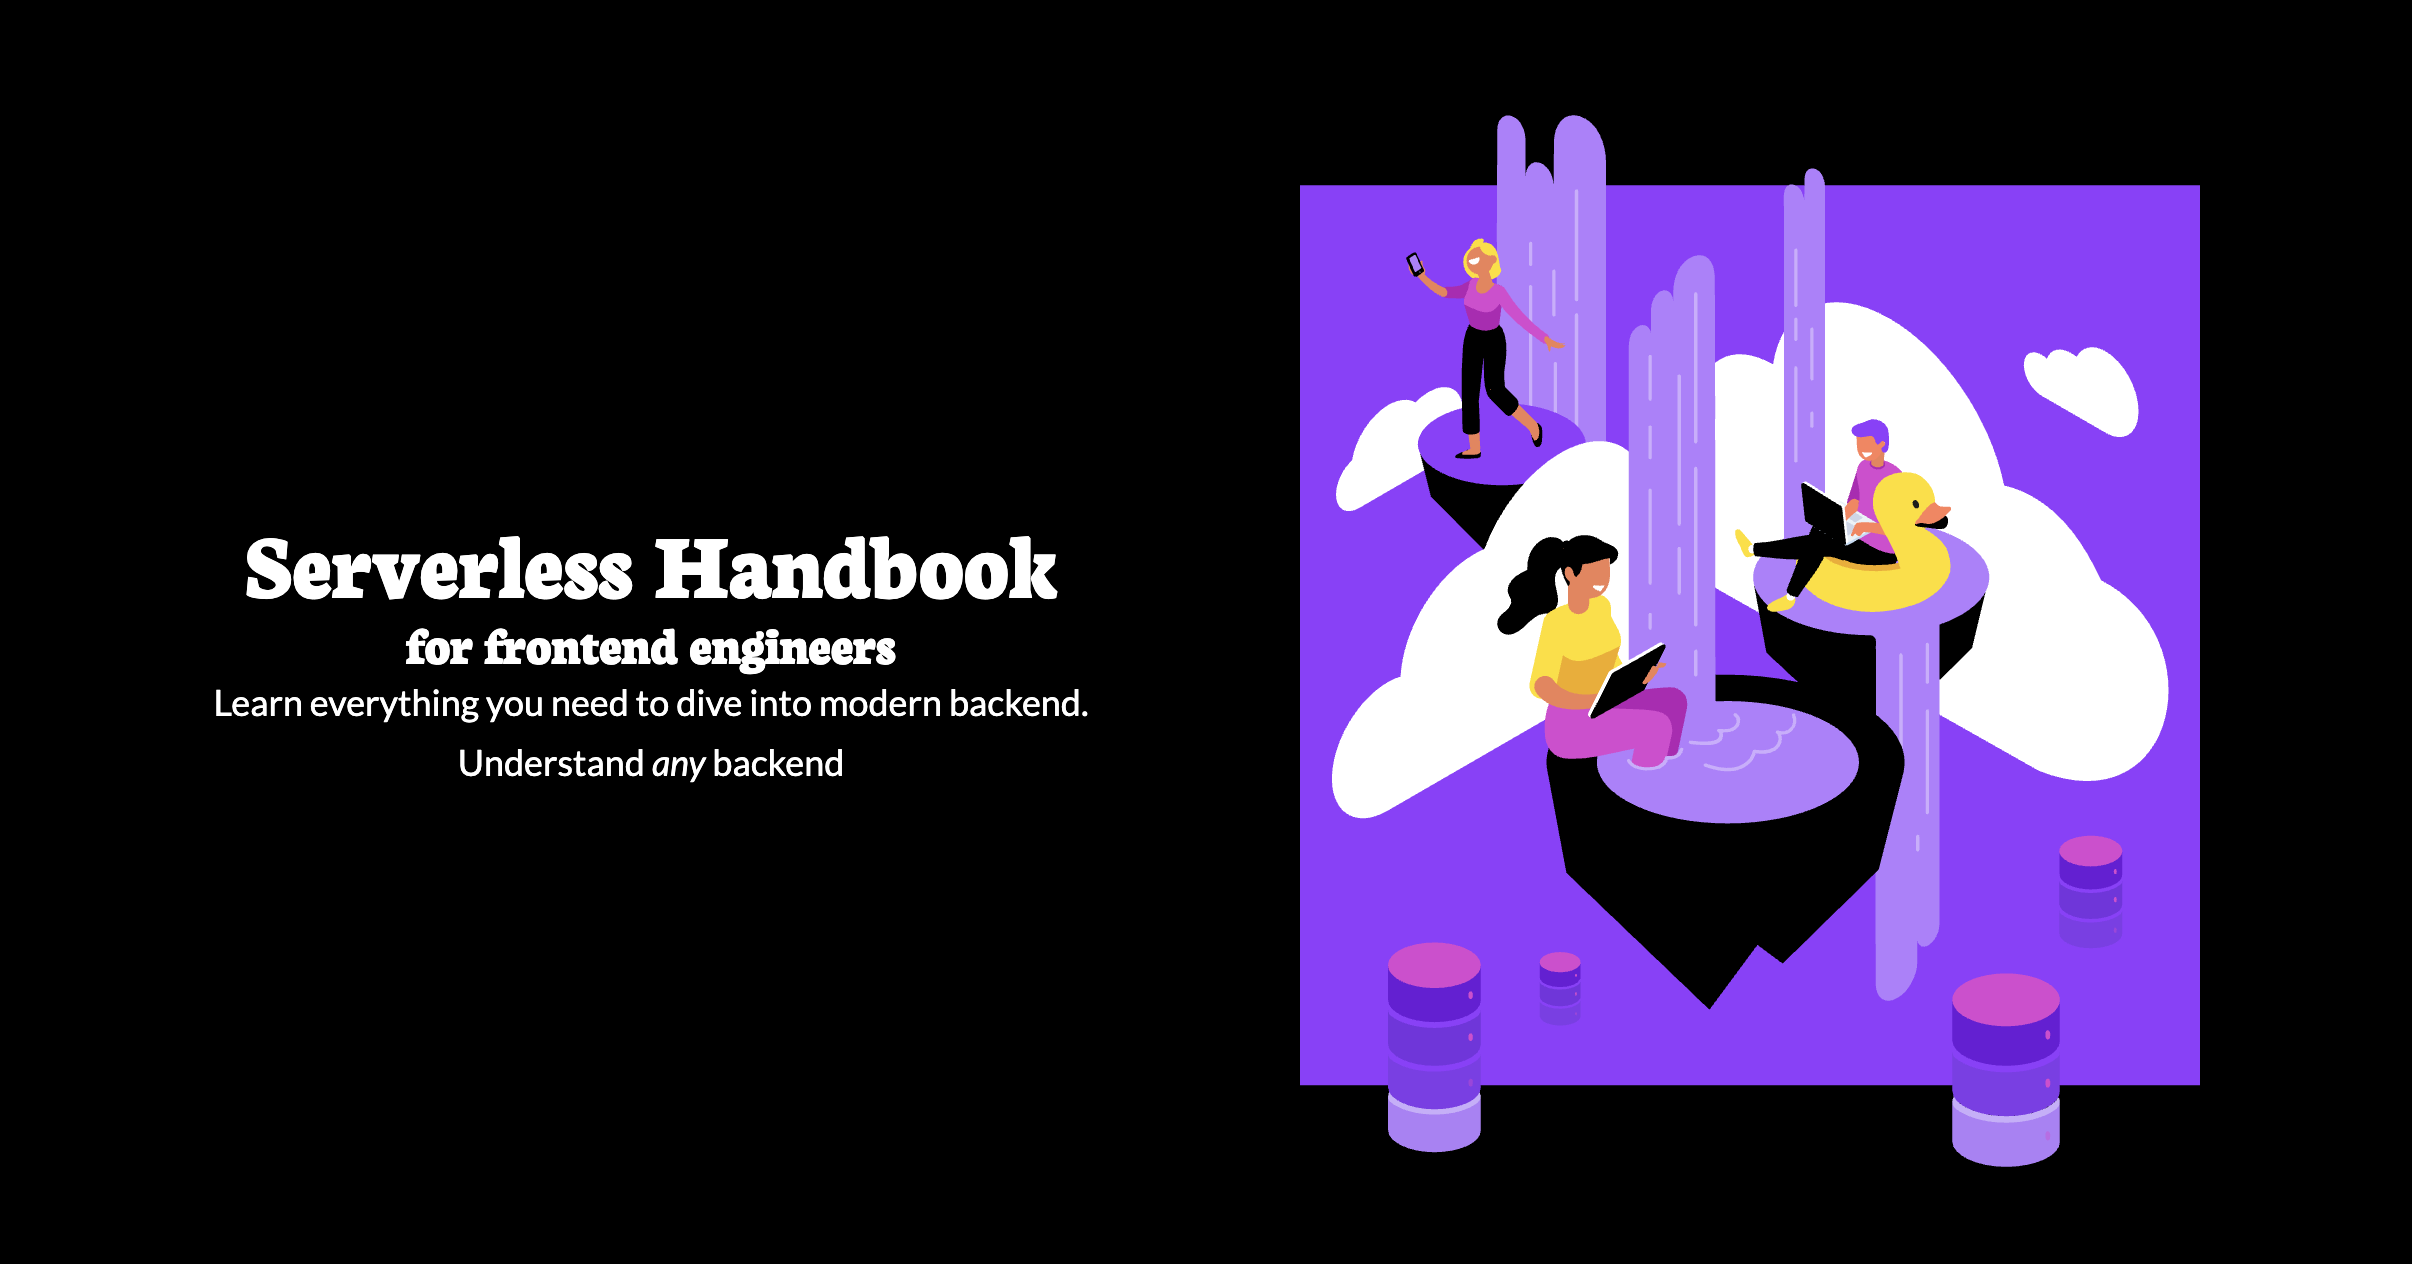 Serverless Handbook
for frontend engineers
Learn everything you need to dive into modern backend.
Understand any backend